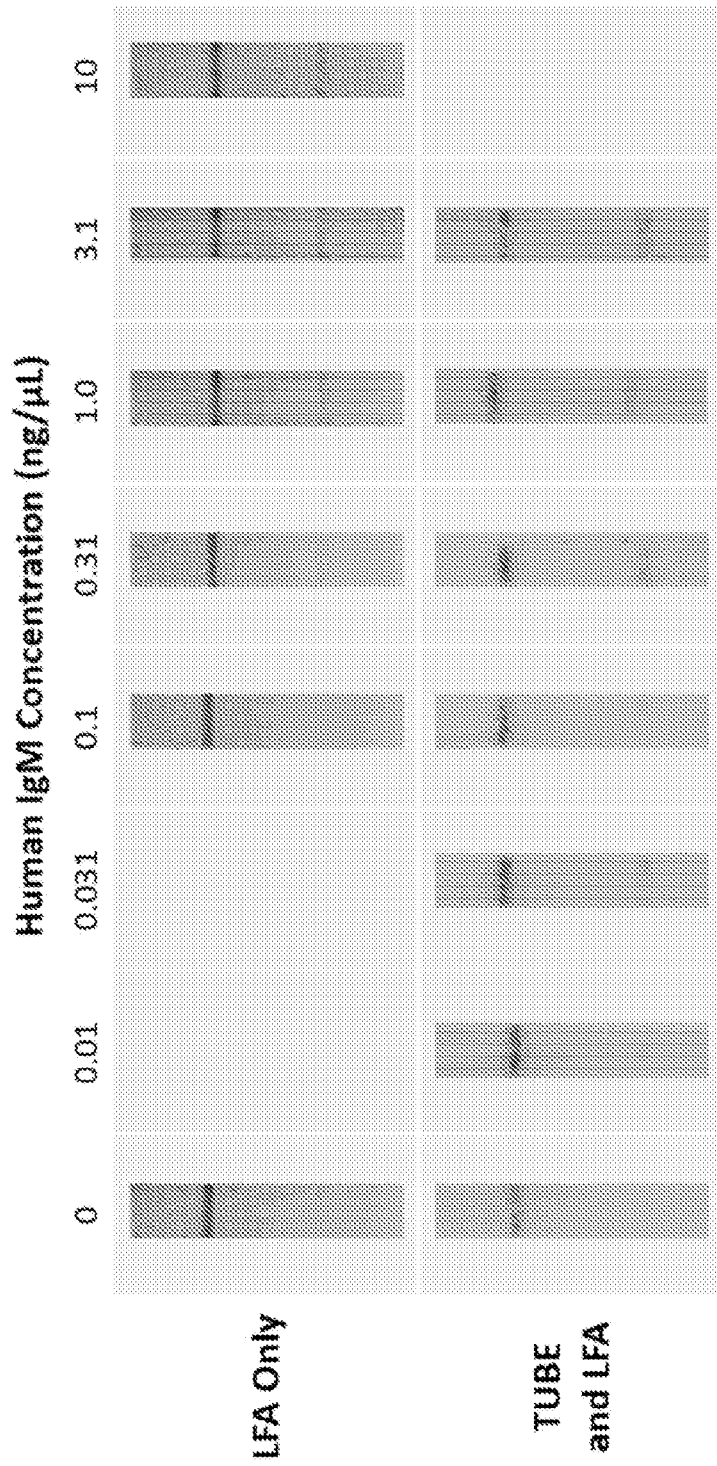 Human IgM Concentration (ng/µL)
0 0.01 0.031 0.1 0.31 1.0 3.1 10
LFA Only
TUBE
and LFA